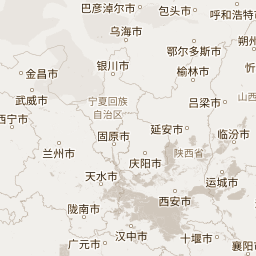 巴彦淖尔市
包头市
呼和浩特
乌海市
朔州
鄂尔多斯市
银川市
忻
金昌市
榆林市
武威市
宁夏回族
自治区
吕梁市
山西
西宁市
延安市
固原市
临汾市
兰州市
陕西省
庆阳市
天水市
运城市
西安市
陇南市
汉中市
十堰市
广元市
襄阳市